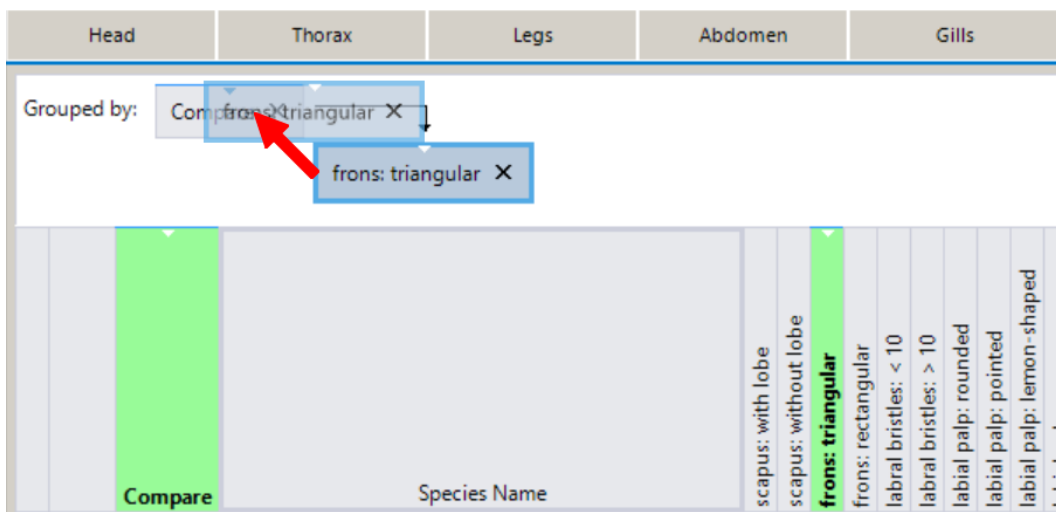 Head Thorax Legs Abdomen Gills
Grouped by: frons: triangular ✕
frons: triangular ✕
Compare
Species Name
scapus: with lobe
scapus: without lobe
frons: triangular
frons: rectangular
labral bristles: < 10
labral bristles: > 10
labial palp: rounded
labial palp: pointed
labial palp: lemon-shaped